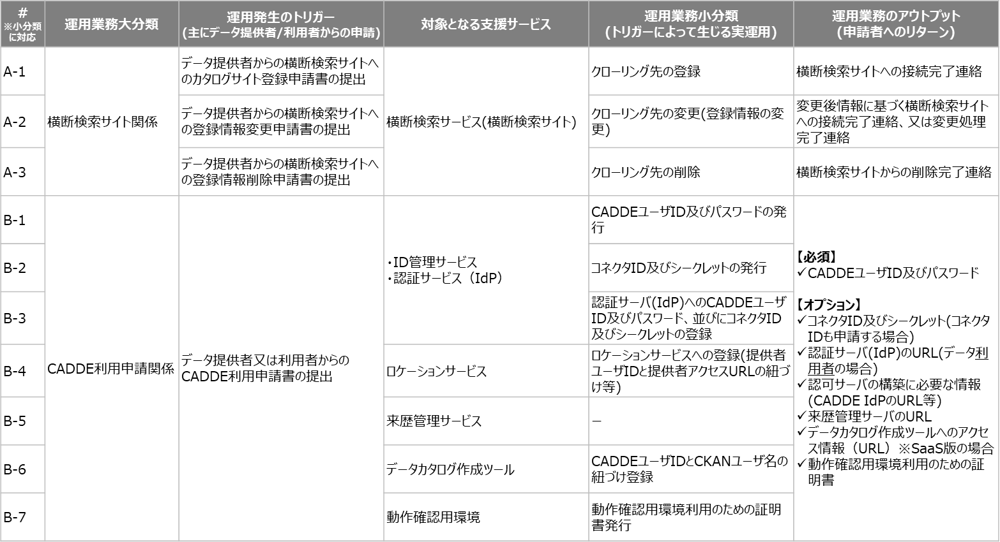 #
※小分類
に対応
運用業務大分類
運用発生のトリガー
(主にデータ提供者/利用者からの申請)
対象となる支援サービス
運用業務小分類
(トリガーによって生じる実運用)
運用業務のアウトプット
(申請者へのリターン)
A-1
横断検索サイト関係
データ提供者からの横断検索サイトへ
のカタログサイト登録申請書の提出
横断検索サービス(横断検索サイト)
クローリング先の登録
横断検索サイトへの接続完了連絡
A-2
データ提供者からの横断検索サイトへ
の登録情報変更申請書の提出
クローリング先の変更(登録情報の変
更)
変更後情報に基づく横断検索サイト
への接続完了連絡、又は変更処理
完了連絡
A-3
データ提供者からの横断検索サイトへ
の登録情報削除申請書の提出
クローリング先の削除
横断検索サイトからの削除完了連絡
B-1
CADDE利用申請関係
データ提供者又は利用者からの
CADDE利用申請書の提出
・ID管理サービス
・認証サービス（IdP）
CADDEユーザID及びパスワードの発
行
【必須】
✓CADDEユーザID及びパスワード
【オプション】
✓コネクタID及びシークレット(コネクタ
IDも申請する場合)
✓認証サーバ(IdP)のURL(データ利
用者の場合)
✓認可サーバの構築に必要な情報
(CADDE IdPのURL等)
✓来歴管理サーバのURL
✓データカタログ作成ツールへのアクセ
ス情報（URL）※SaaS版の場合
✓動作確認用環境利用のための証
明書
B-2
コネクタID及びシークレットの発行
B-3
認証サーバ(IdP)へのCADDEユーザ
ID及びパスワード、並びにコネクタID
及びシークレットの登録
B-4
ロケーションサービス
ロケーションサービスへの登録(提供者
ユーザIDと提供者アクセスURLの紐づ
け等)
B-5
来歴管理サービス
－
B-6
データカタログ作成ツール
CADDEユーザIDとCKANユーザ名の
紐づけ登録
B-7
動作確認用環境
動作確認用環境利用のための証明
書発行